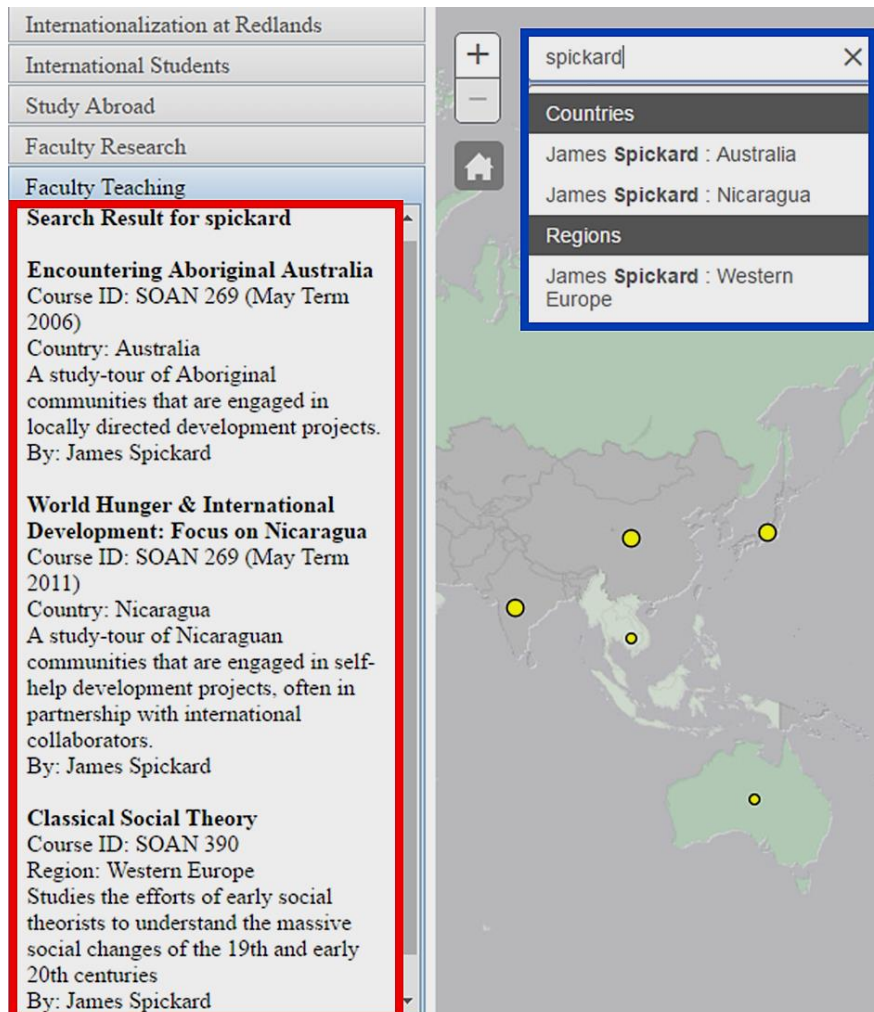 Internationalization at Redlands
International Students
Study Abroad
Faculty Research
Faculty Teaching
Search Result for spickard
Encountering Aboriginal Australia
Course ID: SOAN 269 (May Term
2006)
Country: Australia
A study-tour of Aboriginal
communities that are engaged in
locally directed development projects.
By: James Spickard
World Hunger & International
Development: Focus on Nicaragua
Course ID: SOAN 269 (May Term
2011)
Country: Nicaragua
A study-tour of Nicaraguan
communities that are engaged in self-
help development projects, often in
partnership with international
collaborators.
By: James Spickard
Classical Social Theory
Course ID: SOAN 390
Region: Western Europe
Studies the efforts of early social
theorists to understand the massive
social changes of the 19th and early
20th centuries
By: James Spickard
spickard
Countries
James Spickard : Australia
James Spickard : Nicaragua
Regions
James Spickard : Western
Europe